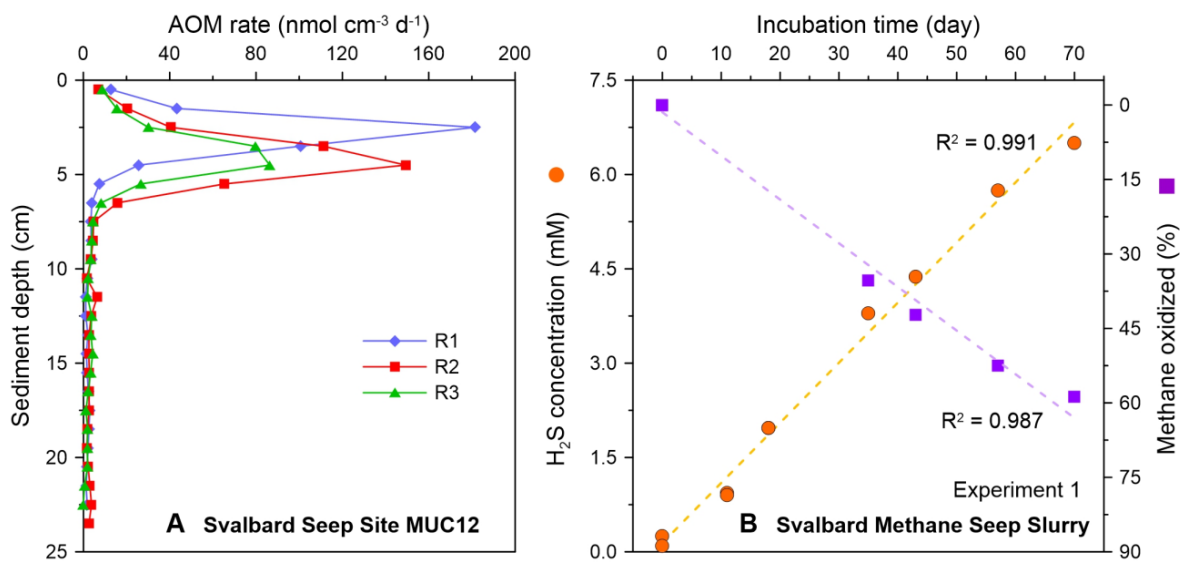 AOM rate (nmol cm⁻³ d⁻¹)
0 40 80 120 160 200
Sediment depth (cm)
0
5
10
15
20
25
R1
R2
R3
A Svalbard Seep Site MUC12
Incubation time (day)
0 10 20 30 40 50 60 70
H₂S concentration (mM)
7.5
6.0
4.5
3.0
1.5
0.0
R² = 0.991
R² = 0.987
Experiment 1
B Svalbard Methane Seep Slurry
Methane oxidized (%)
0
15
30
45
60
75
90